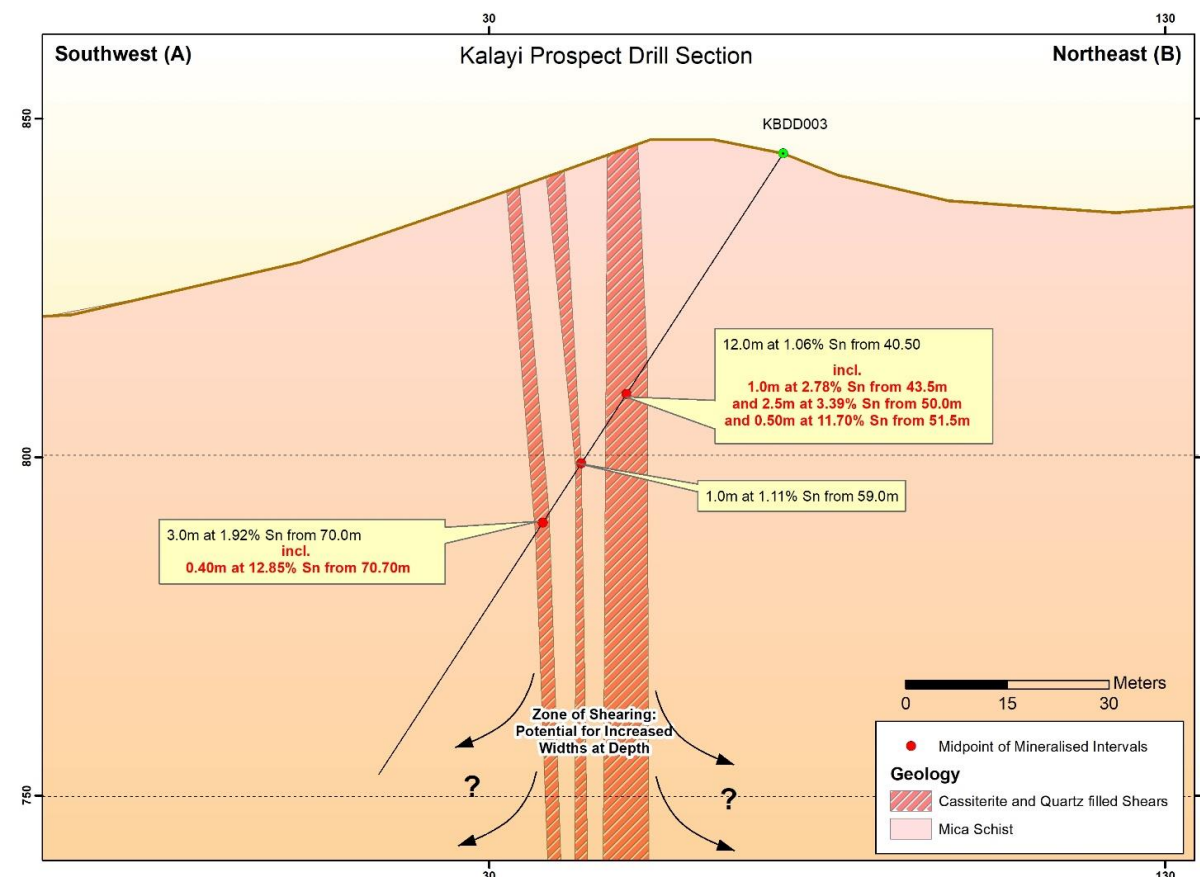 30
130
Southwest (A)
Kalayi Prospect Drill Section
Northeast (B)
850
KBDD003
12.0m at 1.06% Sn from 40.50
incl.
1.0m at 2.78% Sn from 43.5m
and 2.5m at 3.39% Sn from 50.0m
and 0.50m at 11.70% Sn from 51.5m
800
1.0m at 1.11% Sn from 59.0m
3.0m at 1.92% Sn from 70.0m
incl.
0.40m at 12.85% Sn from 70.70m
Meters
0 15 30
Zone of Shearing:
Potential for Increased
Widths at Depth
Midpoint of Mineralised Intervals
Geology
Cassiterite and Quartz filled Shears
Mica Schist
?
?
750
30
130